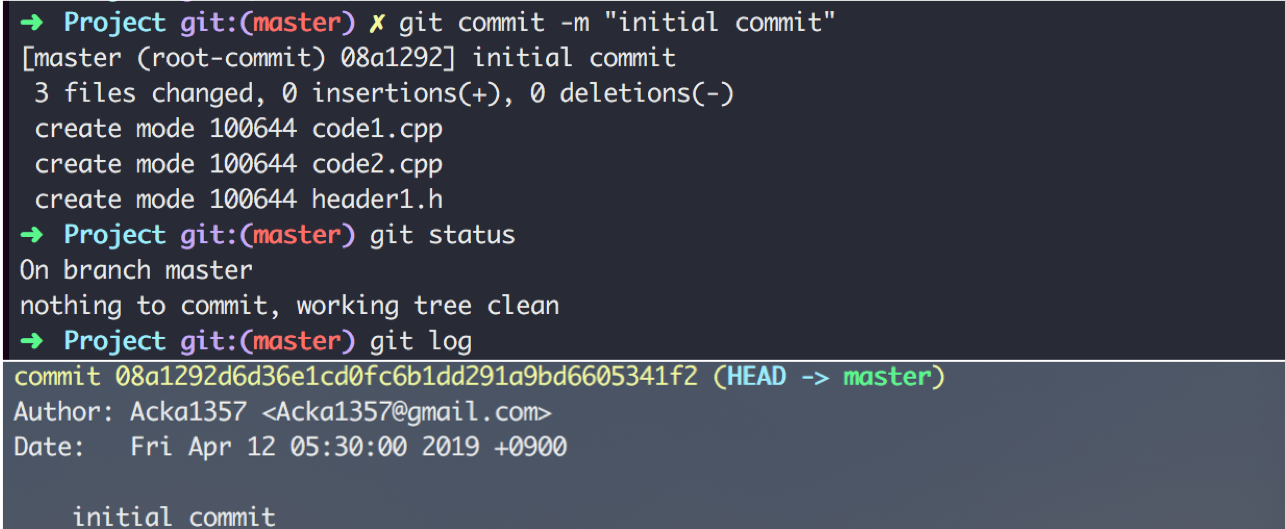 ➜ Project git:(master) ✗ git commit -m "initial commit"
[master (root-commit) 08a1292] initial commit
 3 files changed, 0 insertions(+), 0 deletions(-)
 create mode 100644 code1.cpp
 create mode 100644 code2.cpp
 create mode 100644 header1.h
➜ Project git:(master) git status
On branch master
nothing to commit, working tree clean
➜ Project git:(master) git log
commit 08a1292d6d36e1cd0fc6b1dd291a9bd6605341f2 (HEAD -> master)
Author: Acka1357 <Acka1357@gmail.com>
Date:   Fri Apr 12 05:30:00 2019 +0900
    initial commit